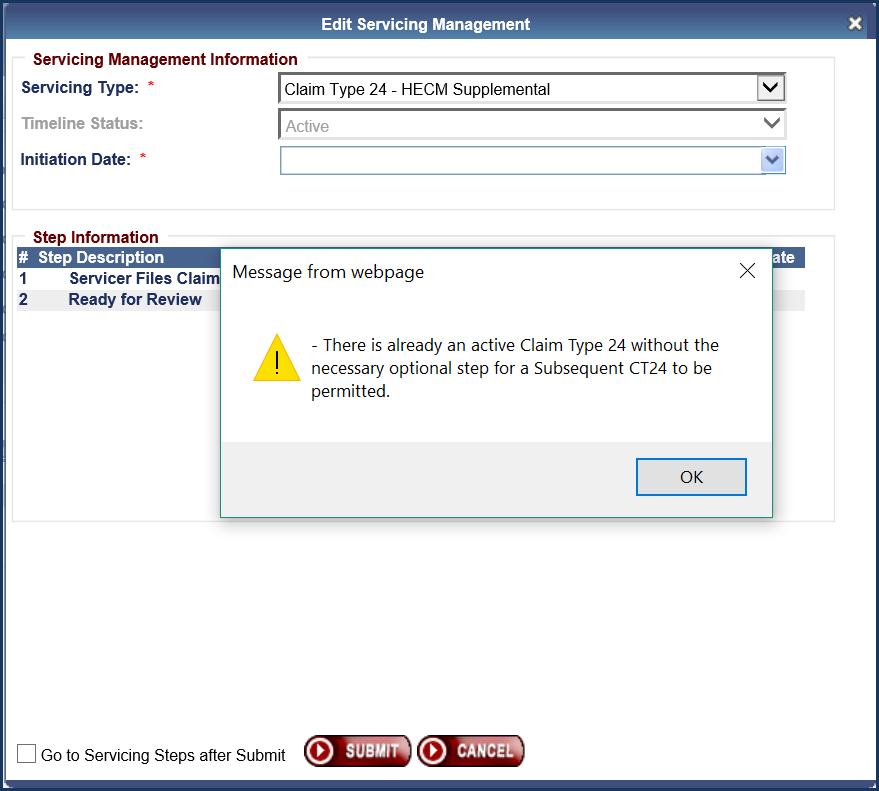 Edit Servicing Management
Servicing Management Information
Servicing Type: *
Claim Type 24 - HECM Supplemental
Timeline Status:
Active
Initiation Date: *
Step Information
# Step Description
ate
1 Servicer Files Claim
2 Ready for Review
Message from webpage
- There is already an active Claim Type 24 without the
necessary optional step for a Subsequent CT24 to be
permitted.
OK
Go to Servicing Steps after Submit
SUBMIT
CANCEL